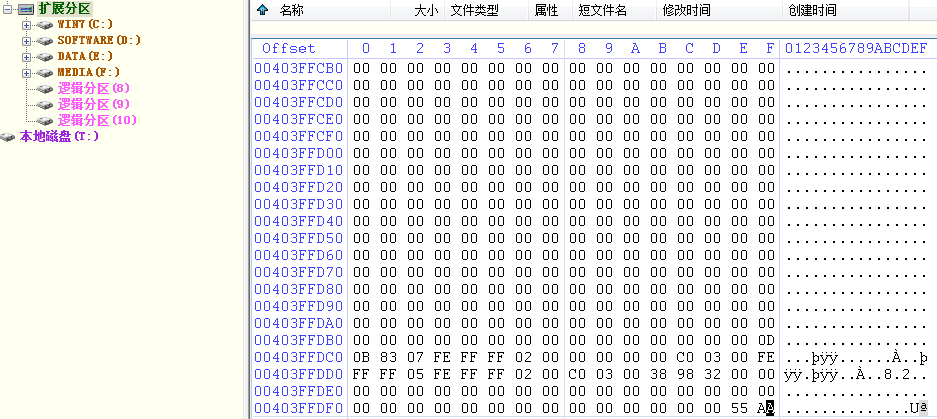 扩展分区
WIN7(C:)
SOFTWARE(D:)
DATA(E:)
MEDIA(F:)
逻辑分区(8)
逻辑分区(9)
逻辑分区(10)
本地磁盘(T:)
名称 大小 文件类型 属性 短文件名 修改时间 创建时间
Offset 0 1 2 3 4 5 6 7 8 9 A B C D E F 0123456789ABCDEF
00403FFCB0 00 00 00 00 00 00 00 00 00 00 00 00 00 00 00 00 ................
00403FFCC0 00 00 00 00 00 00 00 00 00 00 00 00 00 00 00 00 ................
00403FFCD0 00 00 00 00 00 00 00 00 00 00 00 00 00 00 00 00 ................
00403FFCE0 00 00 00 00 00 00 00 00 00 00 00 00 00 00 00 00 ................
00403FFCF0 00 00 00 00 00 00 00 00 00 00 00 00 00 00 00 00 ................
00403FFD00 00 00 00 00 00 00 00 00 00 00 00 00 00 00 00 00 ................
00403FFD10 00 00 00 00 00 00 00 00 00 00 00 00 00 00 00 00 ................
00403FFD20 00 00 00 00 00 00 00 00 00 00 00 00 00 00 00 00 ................
00403FFD30 00 00 00 00 00 00 00 00 00 00 00 00 00 00 00 00 ................
00403FFD40 00 00 00 00 00 00 00 00 00 00 00 00 00 00 00 00 ................
00403FFD50 00 00 00 00 00 00 00 00 00 00 00 00 00 00 00 00 ................
00403FFD60 00 00 00 00 00 00 00 00 00 00 00 00 00 00 00 00 ................
00403FFD70 00 00 00 00 00 00 00 00 00 00 00 00 00 00 00 00 ................
00403FFD80 00 00 00 00 00 00 00 00 00 00 00 00 00 00 00 00 ................
00403FFD90 00 00 00 00 00 00 00 00 00 00 00 00 00 00 00 00 ................
00403FFDA0 00 00 00 00 00 00 00 00 00 00 00 00 00 00 00 00 ................
00403FFDB0 00 00 00 00 00 00 00 00 00 00 00 00 00 00 00 0D ................
00403FFDC0 0B 83 07 FE FF FF 02 00 00 00 00 00 C0 03 00 FE ...þÿÿ......À..þ
00403FFDD0 FF FF 05 FE FF FF 02 00 C0 03 00 38 98 32 00 00 ÿÿ.þÿÿ..À..8.2..
00403FFDE0 00 00 00 00 00 00 00 00 00 00 00 00 00 00 00 00 ................
00403FFDF0 00 00 00 00 00 00 00 00 00 00 00 00 00 00 55 AA ..............Uª